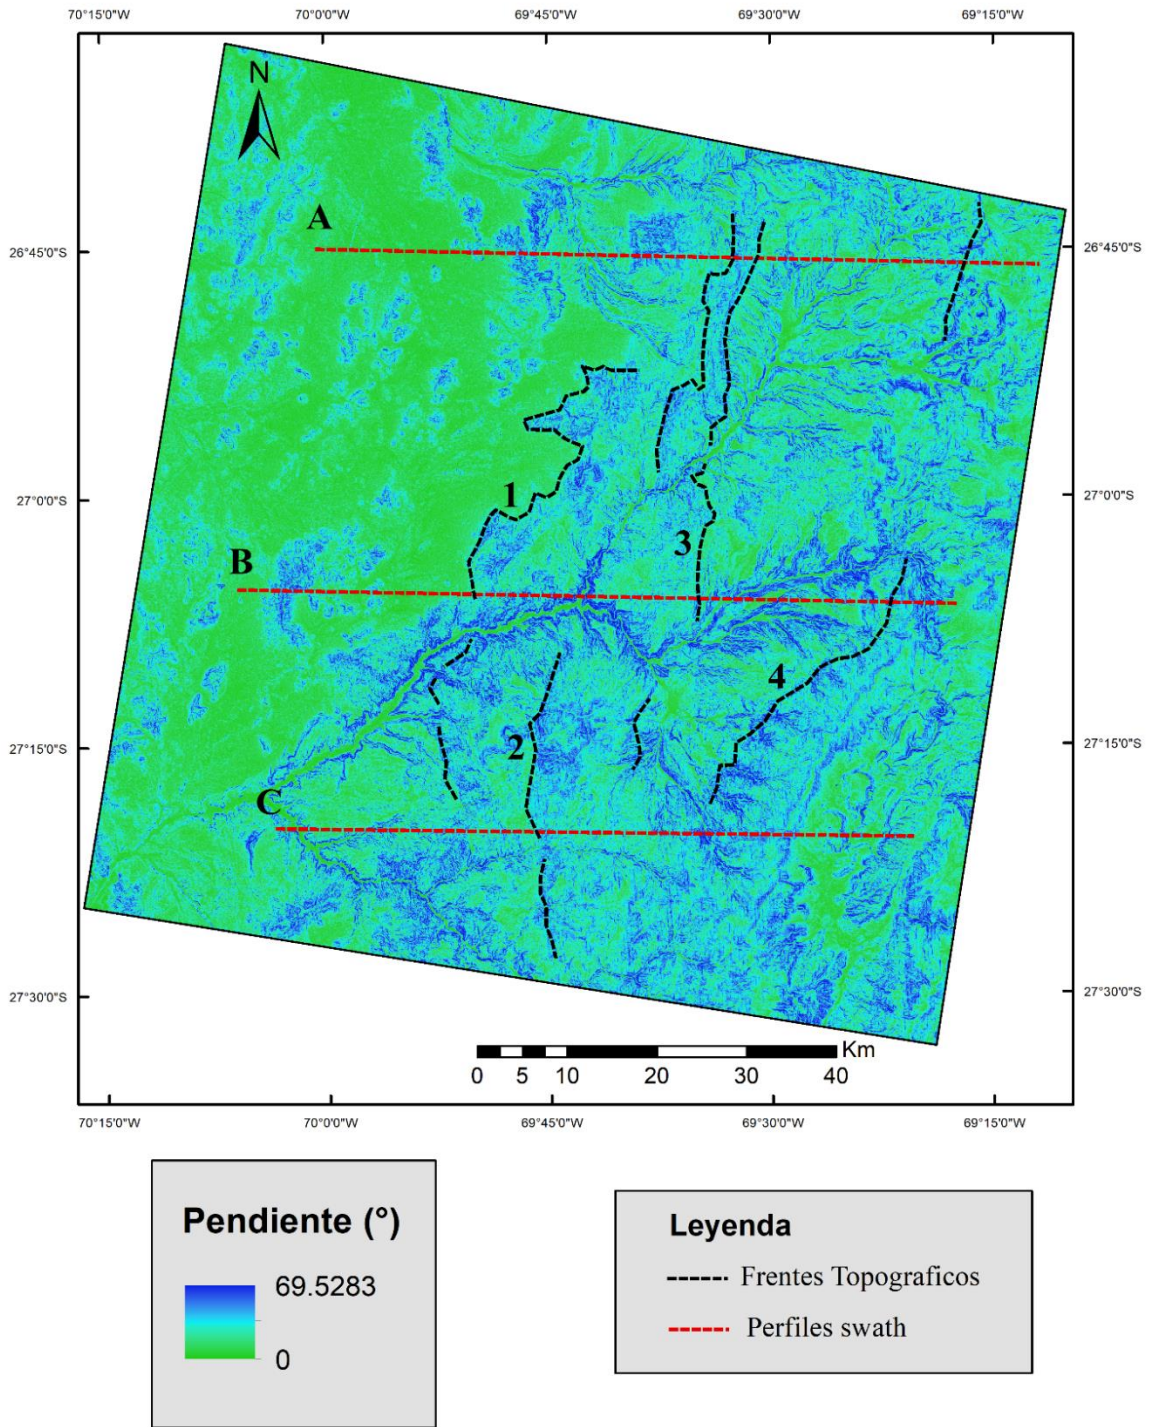 70°15'0"W 70°0'0"W 69°45'0"W 69°30'0"W 69°15'0"W
N
A
26°45'0"S 26°45'0"S
1
27°0'0"S 27°0'0"S
3
B
4
2
27°15'0"S 27°15'0"S
C
27°30'0"S 27°30'0"S
Km
0 5 10 20 30 40
70°15'0"W 70°0'0"W 69°45'0"W 69°30'0"W 69°15'0"W
Pendiente (°)
69.5283
0
Leyenda
Frentes Topograficos
Perfiles swath